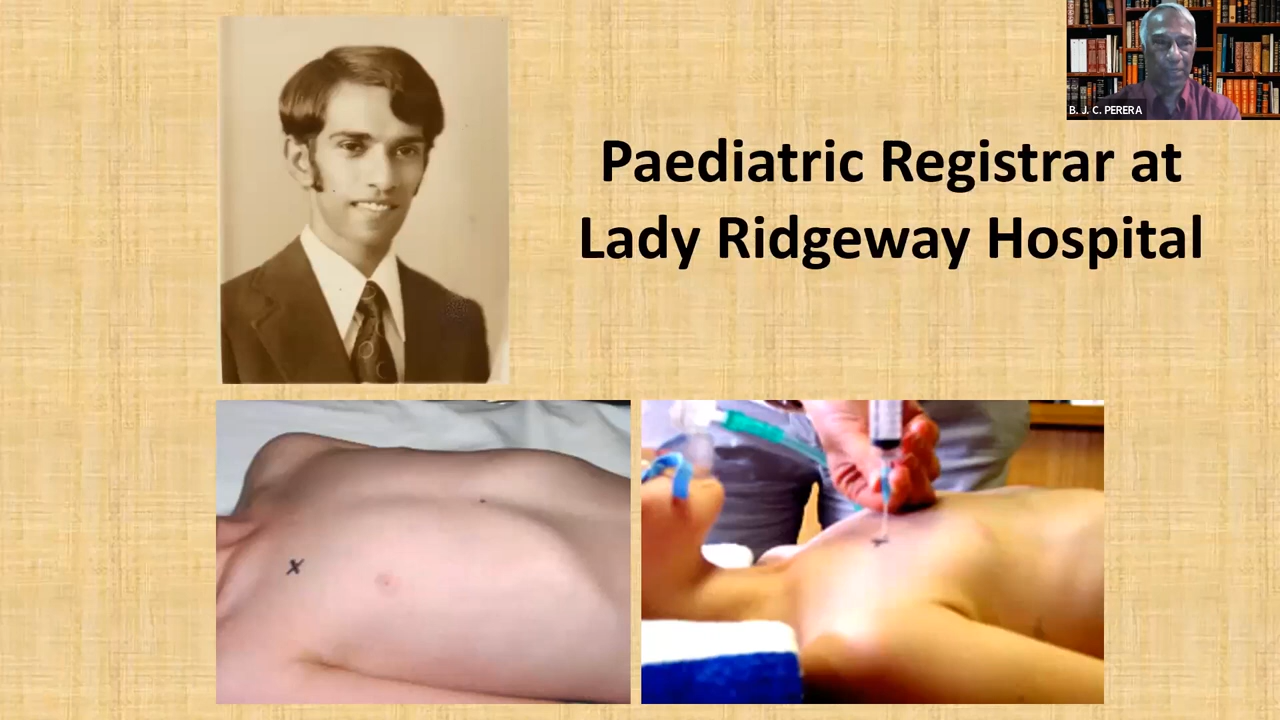 B. J. C. PERERA
Paediatric Registrar at
Lady Ridgeway Hospital